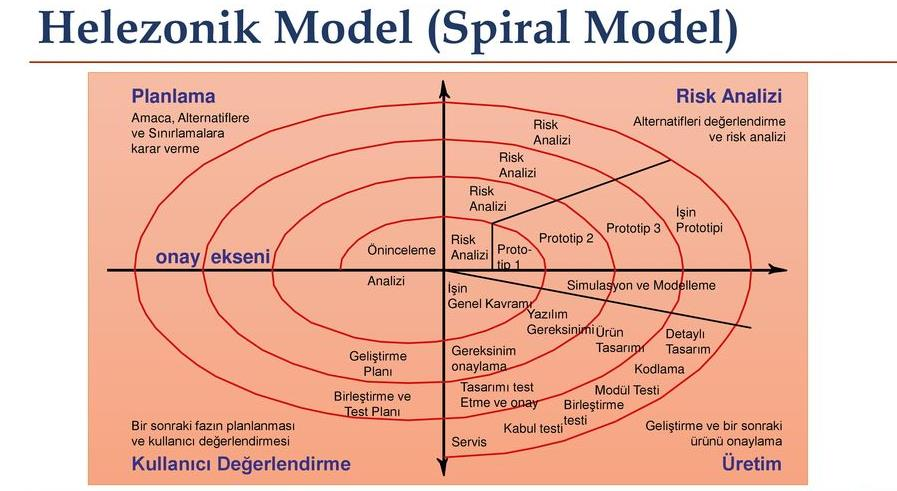 Helezonik Model (Spiral Model)
Planlama
Amaca, Alternatiflere
ve Sınırlamalara
karar verme
Risk Analizi
Alternatifleri değerlendirme
ve risk analizi
Risk
Analizi
Risk
Analizi
Risk
Analizi
Risk
Analizi
Proto-
tip 1
Prototip 2
Prototip 3
İşin
Prototipi
onay ekseni
Öninceleme
Analizi
İşin
Genel Kavramı
Simulasyon ve Modelleme
Yazılım
Gereksinimi
Ürün
Tasarımı
Detaylı
Tasarım
Geliştirme
Planı
Gereksinim
onaylama
Kodlama
Birleştirme ve
Test Planı
Tasarımı test
Etme ve onay
Modül Testi
Birleştirme
testi
Kabul testi
Servis
Bir sonraki fazın planlanması
ve kullanıcı değerlendirmesi
Kullanıcı Değerlendirme
Geliştirme ve bir sonraki
ürünü onaylama
Üretim